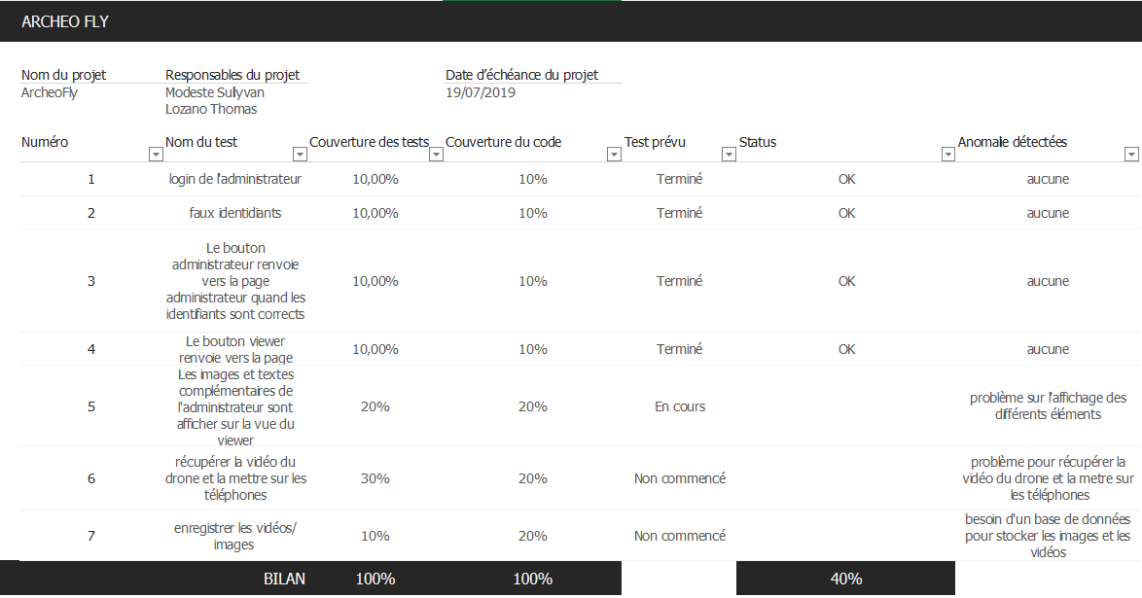 ARCHEO FLY
Nom du projet Responsables du projet Date d'échéance du projet
ArcheoFly Modeste Sullyvan 19/07/2019
Lozano Thomas
Numéro Nom du test Couverture des tests Couverture du code Test prévu Status Anomalie détectées
1 login de l'administrateur 10,00% 10% Terminé OK aucune
2 faux identidiants 10,00% 10% Terminé OK aucune
Le bouton
administrateur renvoie
vers la page
3 10,00% 10% Terminé OK aucune
administrateur quand les
identifiants sont corrects
Le bouton viewer
4 10,00% 10% Terminé OK aucune
renvoie vers la page
Les images et textes
complémentaires de
5 l'administrateur sont 20% 20% En cours problème sur l'affichage des
différents éléments
afficher sur la vue du
viewer
récupérer la vidéo du problème pour récupérer la
6 drone et la mettre sur les 30% 20% Non commencé vidéo du drone et la metre sur
téléphones les téléphones
enregistrer les vidéos/ besoin d'un base de données
7 10% 20% Non commencé pour stocker les images et les
images vidéos
BILAN 100% 100% 40%